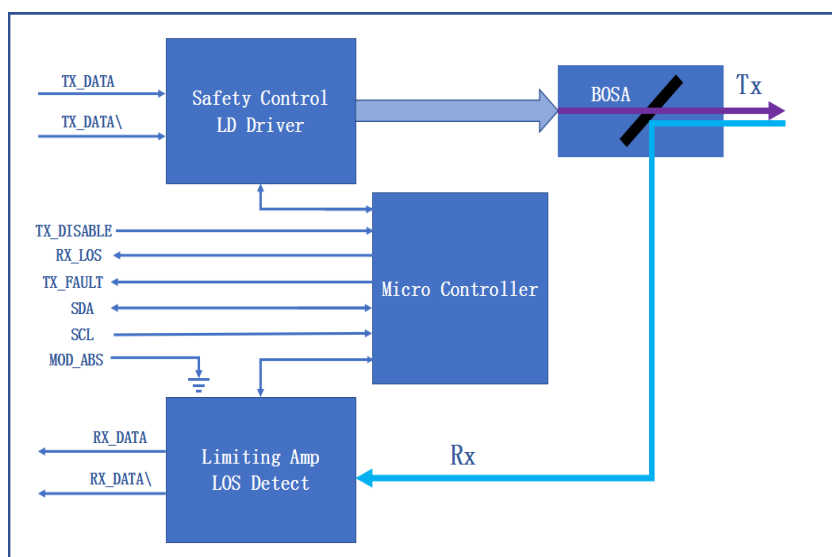 TX_DATA
TX_DATA\
Safety Control
LD Driver
BOSA
Tx
TX_DISABLE
RX_LOS
TX_FAULT
SDA
SCL
MOD_ABS
Micro Controller
RX_DATA
RX_DATA\
Limiting Amp
LOS Detect
Rx